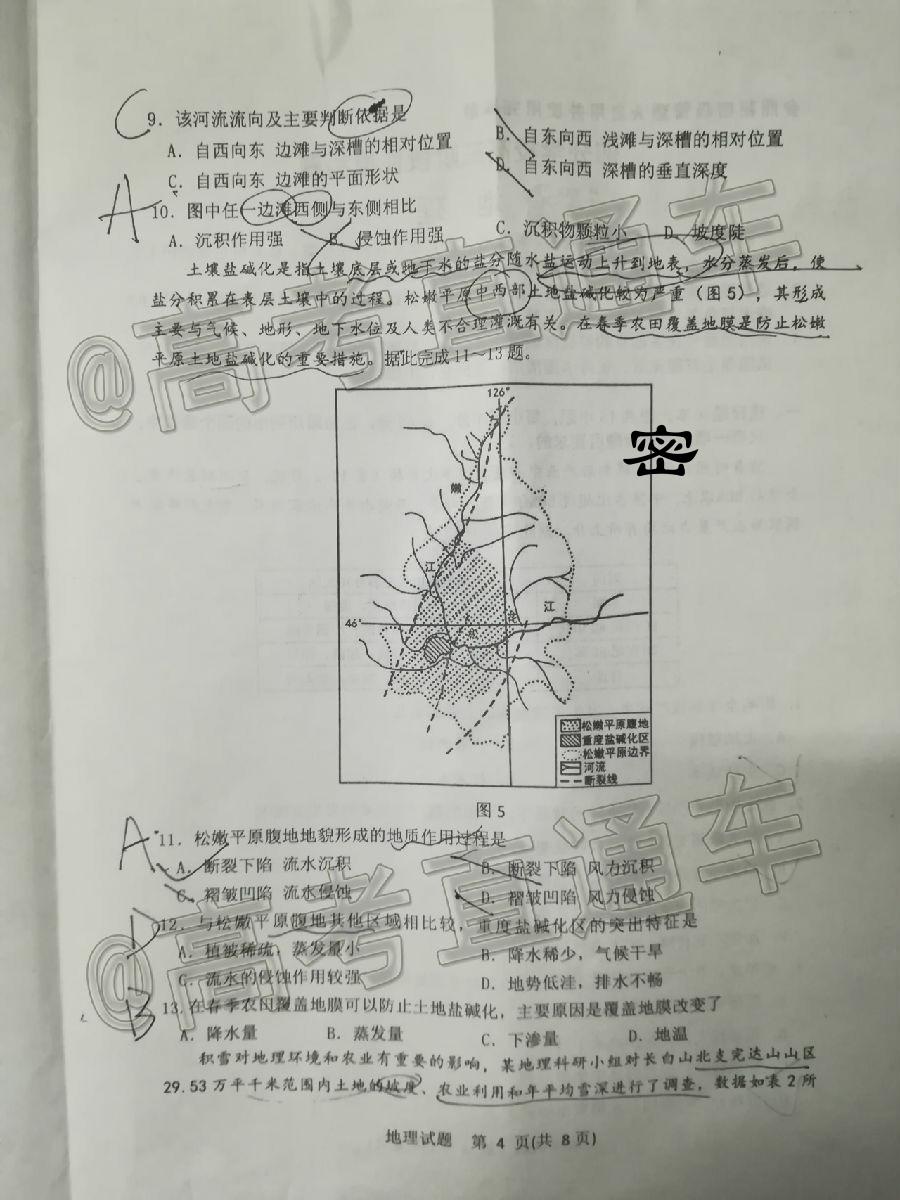 C
9．该河流流向及主要判断依据是
A．自西向东 边滩与深槽的相对位置
B．自东向西 浅滩与深槽的相对位置
C．自西向东 边滩的平面形状
D．自东向西 深槽的垂直深度
A
10．图中任一边滩西侧与东侧相比
A．沉积作用强 B．侵蚀作用强 C．沉积物颗粒小 D．坡度陡
土壤盐碱化是指土壤底层或地下水的盐分随水盐运动上升到地表，水分蒸发后，使
盐分积累在表层土壤中的过程。松嫩平原中西部土地盐碱化较为严重（图5），其形成
主要与气候、地形、地下水位及人类不合理灌溉有关。在春季农田覆盖地膜是防止松嫩
平原土地盐碱化的重要措施。据此完成11～13题。
126°
密
嫩
江
江
46°
松嫩平原腹地
重度盐碱化区
松嫩平原边界
河流
断裂线
图5
A
11．松嫩平原腹地地貌形成的地质作用过程是
A．断裂下陷 流水沉积
B．断裂下陷 风力沉积
C．褶皱凹陷 流水侵蚀
D．褶皱凹陷 风力侵蚀
D
12．与松嫩平原腹地其他区域相比较，重度盐碱化区的突出特征是
A．植被稀疏，蒸发量小
B．降水稀少，气候干旱
C．流水的侵蚀作用较强
D．地势低洼，排水不畅
B
13．在春季农田覆盖地膜可以防止土地盐碱化，主要原因是覆盖地膜改变了
A．降水量 B．蒸发量 C．下渗量 D．地温
积雪对地理环境和农业有重要的影响，某地理科研小组对长白山北支完达山山区
29.53 万平千米范围内土地的坡度、农业利用和年平均雪深进行了调查，数据如表2所
地理试题 第 4 页(共 8 页)
@高考直通车
@高考直通车